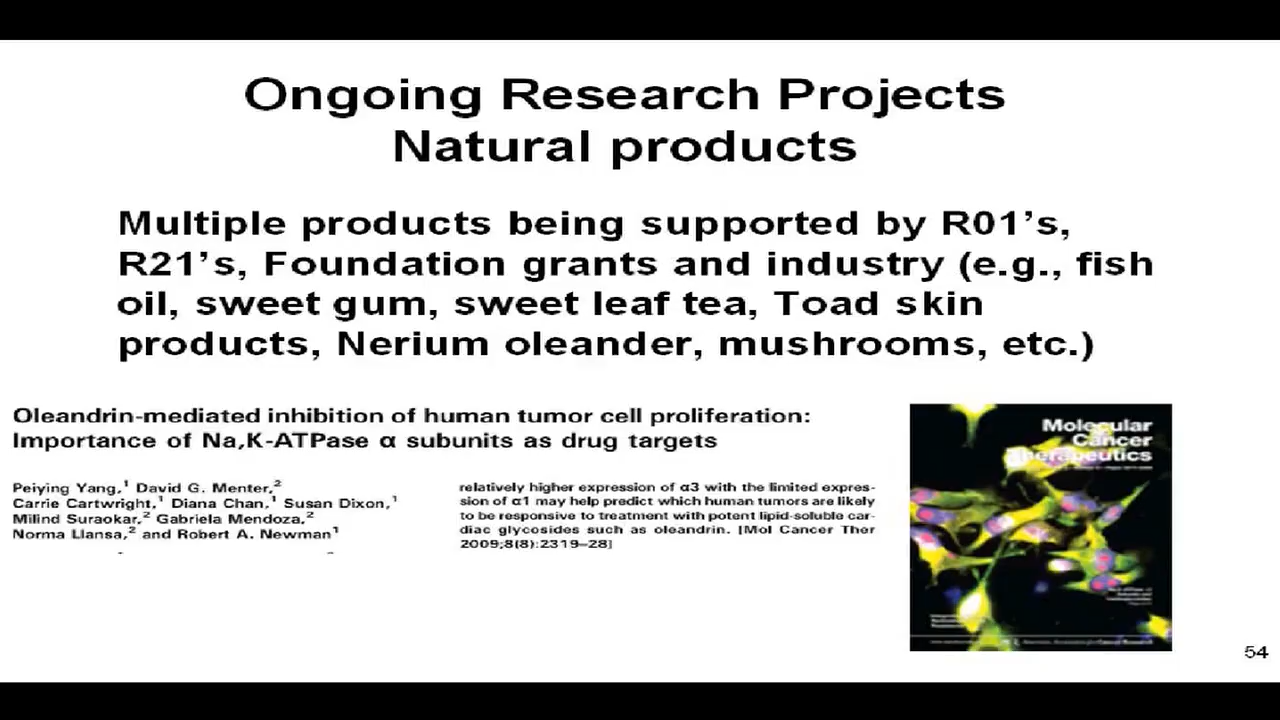 Ongoing Research Projects
Natural products
Multiple products being supported by R01's,
R21's, Foundation grants and industry (e.g., fish
oil, sweet gum, sweet leaf tea, Toad skin
products, Nerium oleander, mushrooms, etc.)
Oleandrin-mediated inhibition of human tumor cell proliferation:
Importance of Na,K-ATPase α subunits as drug targets
Peiying Yang,¹ David G. Menter,²
Carrie Cartwright,¹ Diana Chan,¹ Susan Dixon,¹
Milind Suraokar,² Gabriela Mendoza,²
Norma Llansa,² and Robert A. Newman¹
relatively higher expression of α3 with the limited expres-
sion of α1 may help predict which human tumors are likely
to be responsive to treatment with potent lipid-soluble car-
diac glycosides such as oleandrin. [Mol Cancer Ther
2009;8(8):2319–28]
Molecular
Cancer
Therapeutics
54